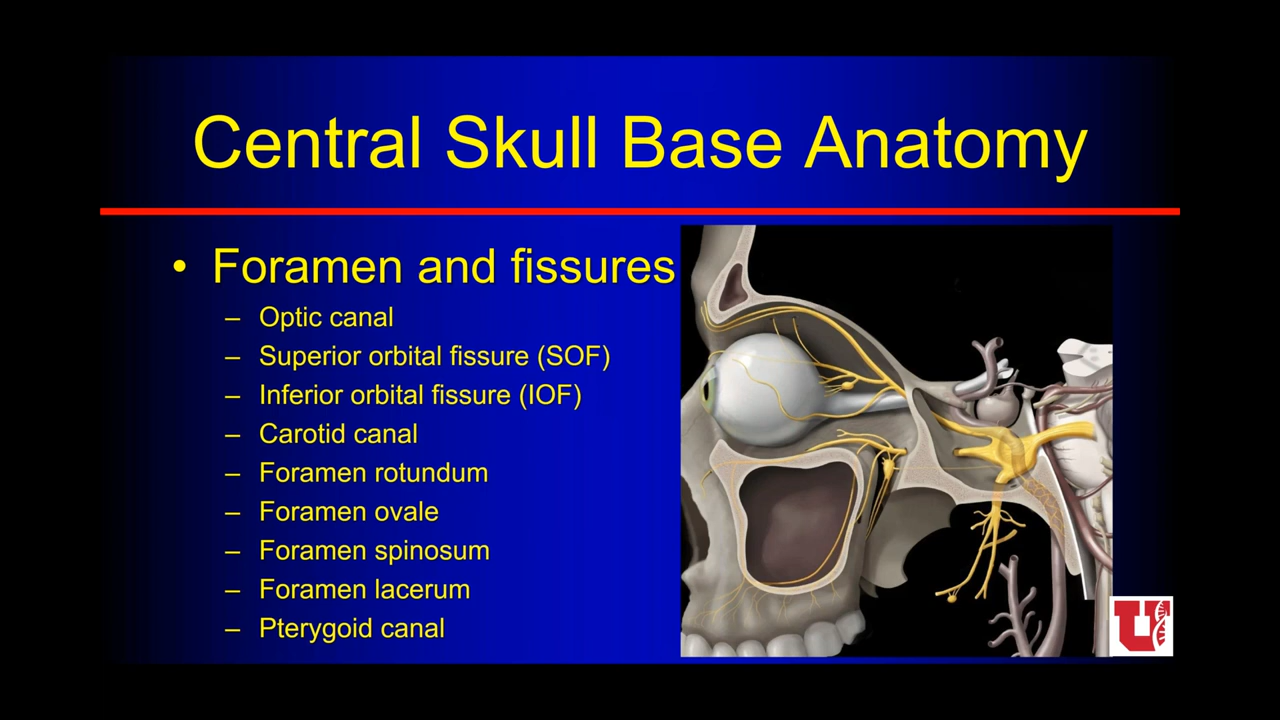 Central Skull Base Anatomy
• Foramen and fissures
– Optic canal
– Superior orbital fissure (SOF)
– Inferior orbital fissure (IOF)
– Carotid canal
– Foramen rotundum
– Foramen ovale
– Foramen spinosum
– Foramen lacerum
– Pterygoid canal
U